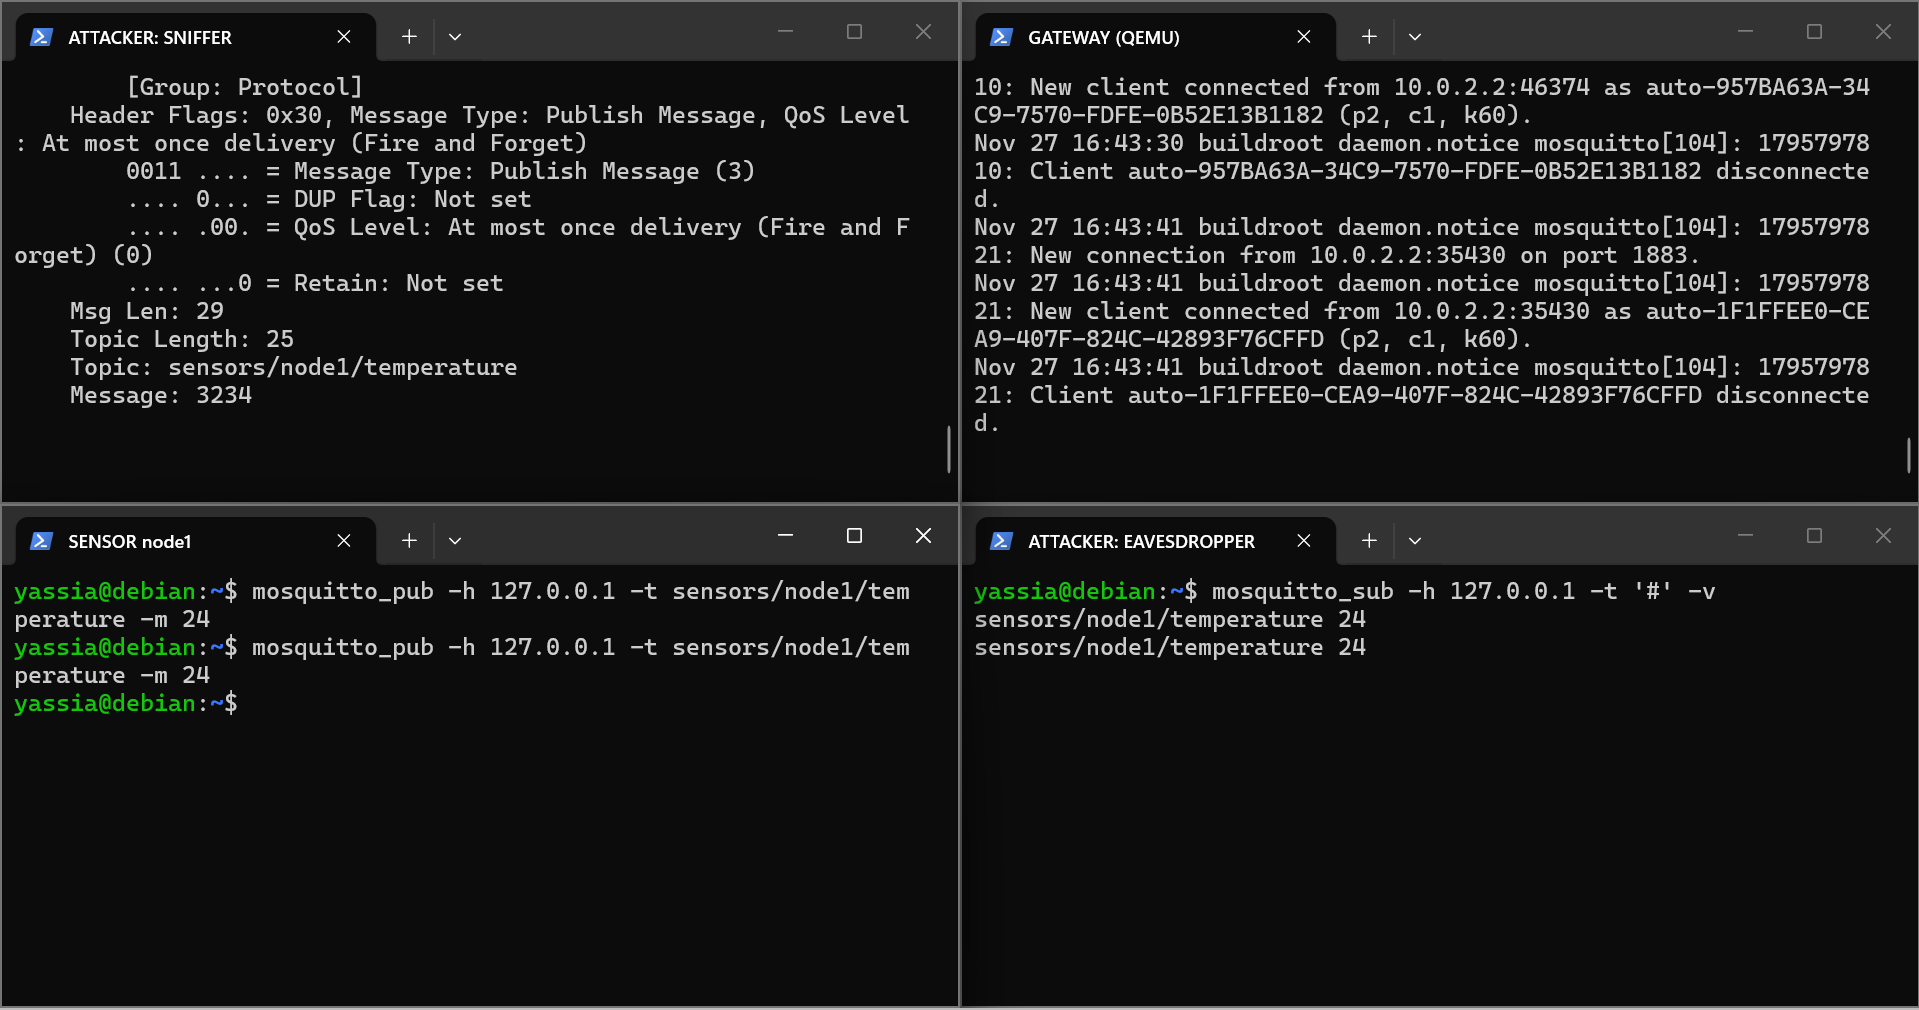 ATTACKER: SNIFFER
[Group: Protocol]
Header Flags: 0x30, Message Type: Publish Message, QoS Level
: At most once delivery (Fire and Forget)
0011 .... = Message Type: Publish Message (3)
.... 0... = DUP Flag: Not set
.... .00. = QoS Level: At most once delivery (Fire and F
orget) (0)
.... ...0 = Retain: Not set
Msg Len: 29
Topic Length: 25
Topic: sensors/node1/temperature
Message: 3234
GATEWAY (QEMU)
10: New client connected from 10.0.2.2:46374 as auto-957BA63A-34
C9-7570-FDFE-0B52E13B1182 (p2, c1, k60).
Nov 27 16:43:30 buildroot daemon.notice mosquitto[104]: 17957978
10: Client auto-957BA63A-34C9-7570-FDFE-0B52E13B1182 disconnecte
d.
Nov 27 16:43:41 buildroot daemon.notice mosquitto[104]: 17957978
21: New connection from 10.0.2.2:35430 on port 1883.
Nov 27 16:43:41 buildroot daemon.notice mosquitto[104]: 17957978
21: New client connected from 10.0.2.2:35430 as auto-1F1FFEE0-CE
A9-407F-824C-42893F76CFFD (p2, c1, k60).
Nov 27 16:43:41 buildroot daemon.notice mosquitto[104]: 17957978
21: Client auto-1F1FFEE0-CEA9-407F-824C-42893F76CFFD disconnecte
d.
SENSOR node1
yassia@debian:~$ mosquitto_pub -h 127.0.0.1 -t sensors/node1/tem
perature -m 24
yassia@debian:~$ mosquitto_pub -h 127.0.0.1 -t sensors/node1/tem
perature -m 24
yassia@debian:~$
ATTACKER: EAVESDROPPER
yassia@debian:~$ mosquitto_sub -h 127.0.0.1 -t '#' -v
sensors/node1/temperature 24
sensors/node1/temperature 24